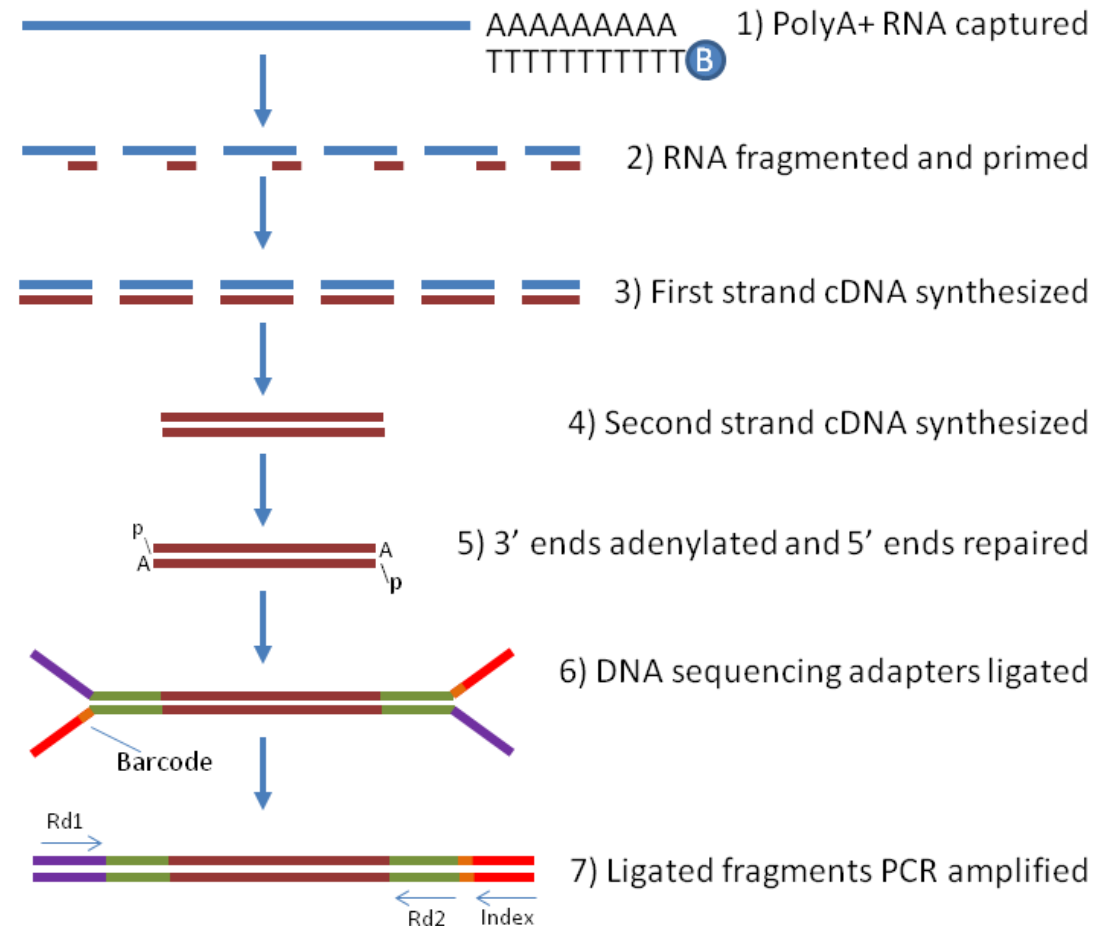 AAAAAAAAA 1) PolyA+ RNA captured
TTTTTTTTTTT B
2) RNA fragmented and primed
3) First strand cDNA synthesized
4) Second strand cDNA synthesized
p
A
5) 3’ ends adenylated and 5’ ends repaired
A
p
6) DNA sequencing adapters ligated
Barcode
Rd1
7) Ligated fragments PCR amplified
Rd2 Index